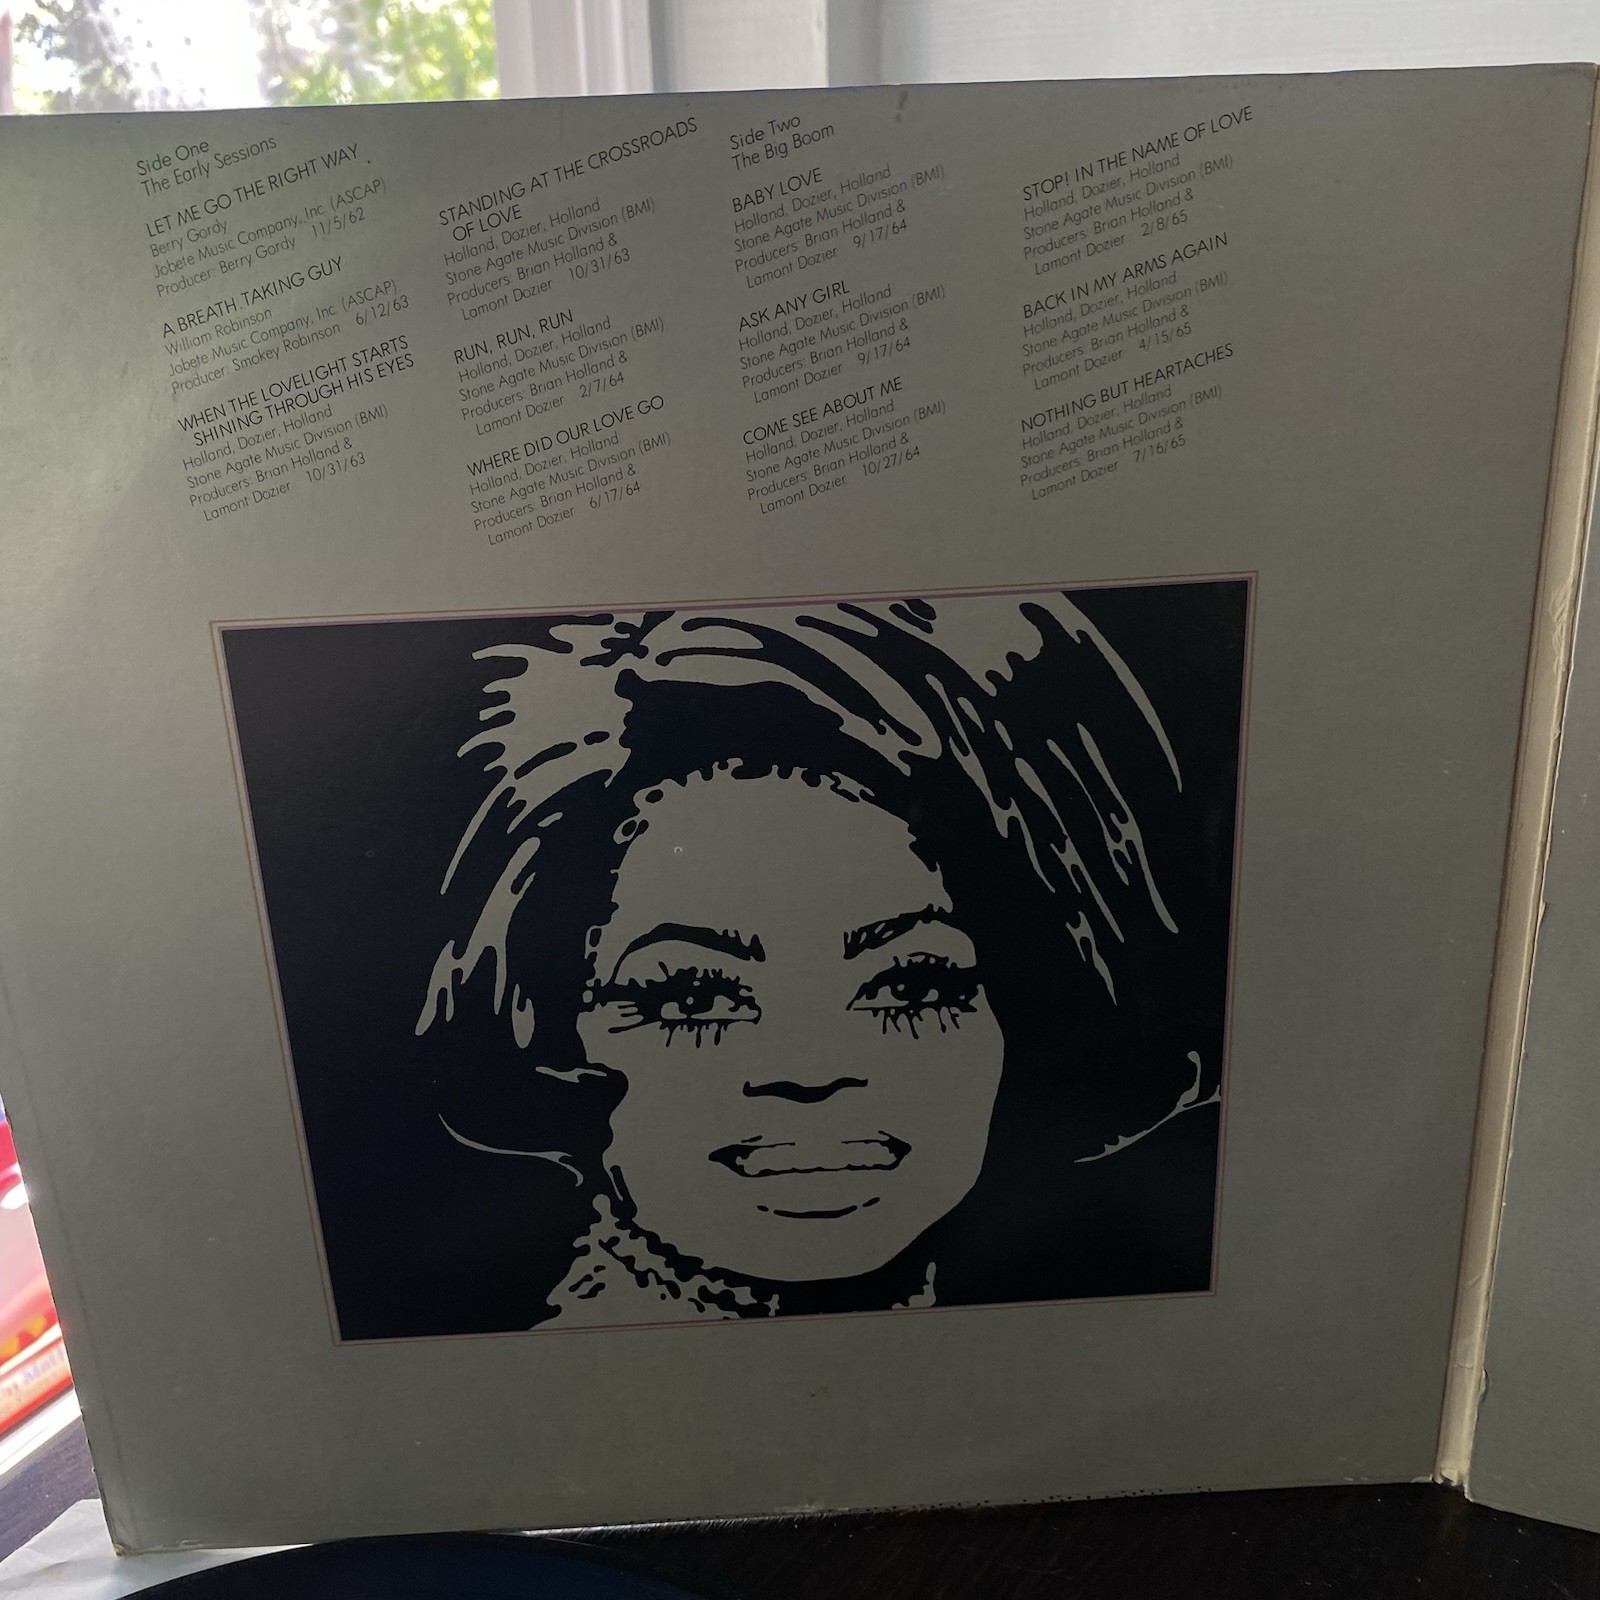 Side One
The Early Sessions
LET ME GO THE RIGHT WAY
Berry Gordy
Jobete Music Company, Inc. (ASCAP)
Producer: Berry Gordy 11/5/62
A BREATH TAKING GUY
William Robinson
Jobete Music Company, Inc. (ASCAP)
Producer: Smokey Robinson 6/12/63
WHEN THE LOVELIGHT STARTS
SHINING THROUGH HIS EYES
Holland, Dozier, Holland
Stone Agate Music Division (BMI)
Producers: Brian Holland &
Lamont Dozier 10/31/63
STANDING AT THE CROSSROADS
OF LOVE
Holland, Dozier, Holland
Stone Agate Music Division (BMI)
Producers: Brian Holland &
Lamont Dozier 10/31/63
RUN, RUN, RUN
Holland, Dozier, Holland
Stone Agate Music Division (BMI)
Producers: Brian Holland &
Lamont Dozier 2/7/64
WHERE DID OUR LOVE GO
Holland, Dozier, Holland
Stone Agate Music Division (BMI)
Producers: Brian Holland &
Lamont Dozier 6/17/64
Side Two
The Big Boom
BABY LOVE
Holland, Dozier, Holland
Stone Agate Music Division (BMI)
Producers: Brian Holland &
Lamont Dozier 9/17/64
ASK ANY GIRL
Holland, Dozier, Holland
Stone Agate Music Division (BMI)
Producers: Brian Holland &
Lamont Dozier 9/17/64
COME SEE ABOUT ME
Holland, Dozier, Holland
Stone Agate Music Division (BMI)
Producers: Brian Holland &
Lamont Dozier 10/27/64
STOP! IN THE NAME OF LOVE
Holland, Dozier, Holland
Stone Agate Music Division (BMI)
Producers: Brian Holland &
Lamont Dozier 2/8/65
BACK IN MY ARMS AGAIN
Holland, Dozier, Holland
Stone Agate Music Division (BMI)
Producers: Brian Holland &
Lamont Dozier 4/15/65
NOTHING BUT HEARTACHES
Holland, Dozier, Holland
Stone Agate Music Division (BMI)
Producers: Brian Holland &
Lamont Dozier 7/16/65